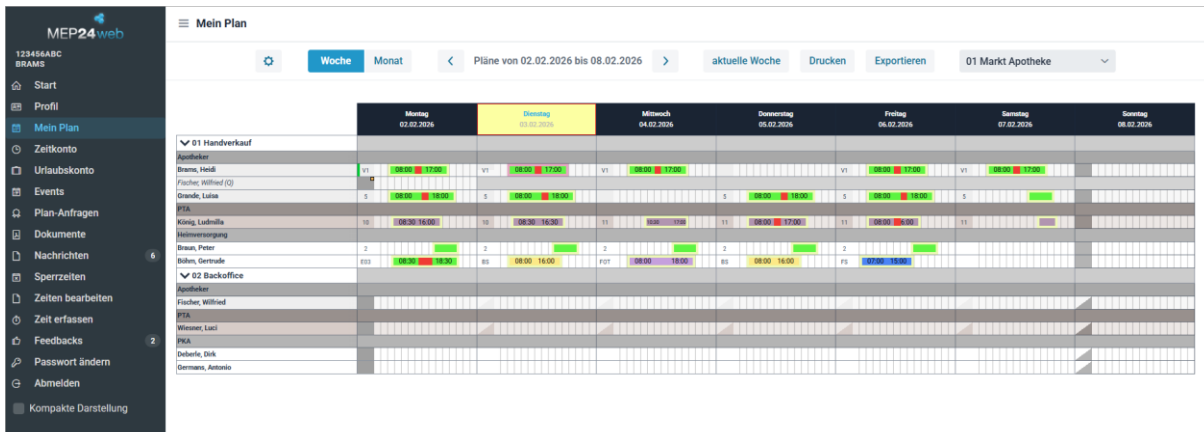 MEP24web
123456ABC
BRAMS
Start
Profil
Mein Plan
Zeitkonto
Urlaubskonto
Events
Plan-Anfragen
Dokumente
Nachrichten 6
Sperrzeiten
Zeiten bearbeiten
Zeit erfassen
Feedbacks 2
Passwort ändern
Abmelden
Kompakte Darstellung
Mein Plan
Woche Monat Pläne von 02.02.2026 bis 08.02.2026 aktuelle Woche Drucken Exportieren 01 Markt Apotheke
Montag Dienstag Mittwoch Donnerstag Freitag Samstag Sonntag
02.02.2026 03.02.2026 04.02.2026 05.02.2026 06.02.2026 07.02.2026 08.02.2026
01 Handverkauf
Apotheker
Brams, Heidi V1 08:00 17:00 V1 08:00 17:00 V1 08:00 17:00 V1 08:00 17:00 V1 08:00 17:00
Fischer, Wilfried (Q)
Grande, Luisa S 08:00 18:00 S 08:00 18:00 S 08:00 18:00 S 08:00 18:00 S
PTA
König, Ludmilla 10 08:30 16:00 10 08:30 16:30 11 11 08:00 17:00 11 08:00 11
Heimversorgung
Braun, Peter 2 2 2 2 2
Böhm, Gertrude 08:30 18:30 BS 08:00 16:00 FOT 08:00 18:00 BS 08:00 16:00 FS 07:00 15:00
02 Backoffice
Apotheker
Fischer, Wilfried
PTA
Wiesner, Luci
PKA
Deberle, Dirk
Germans, Antonio